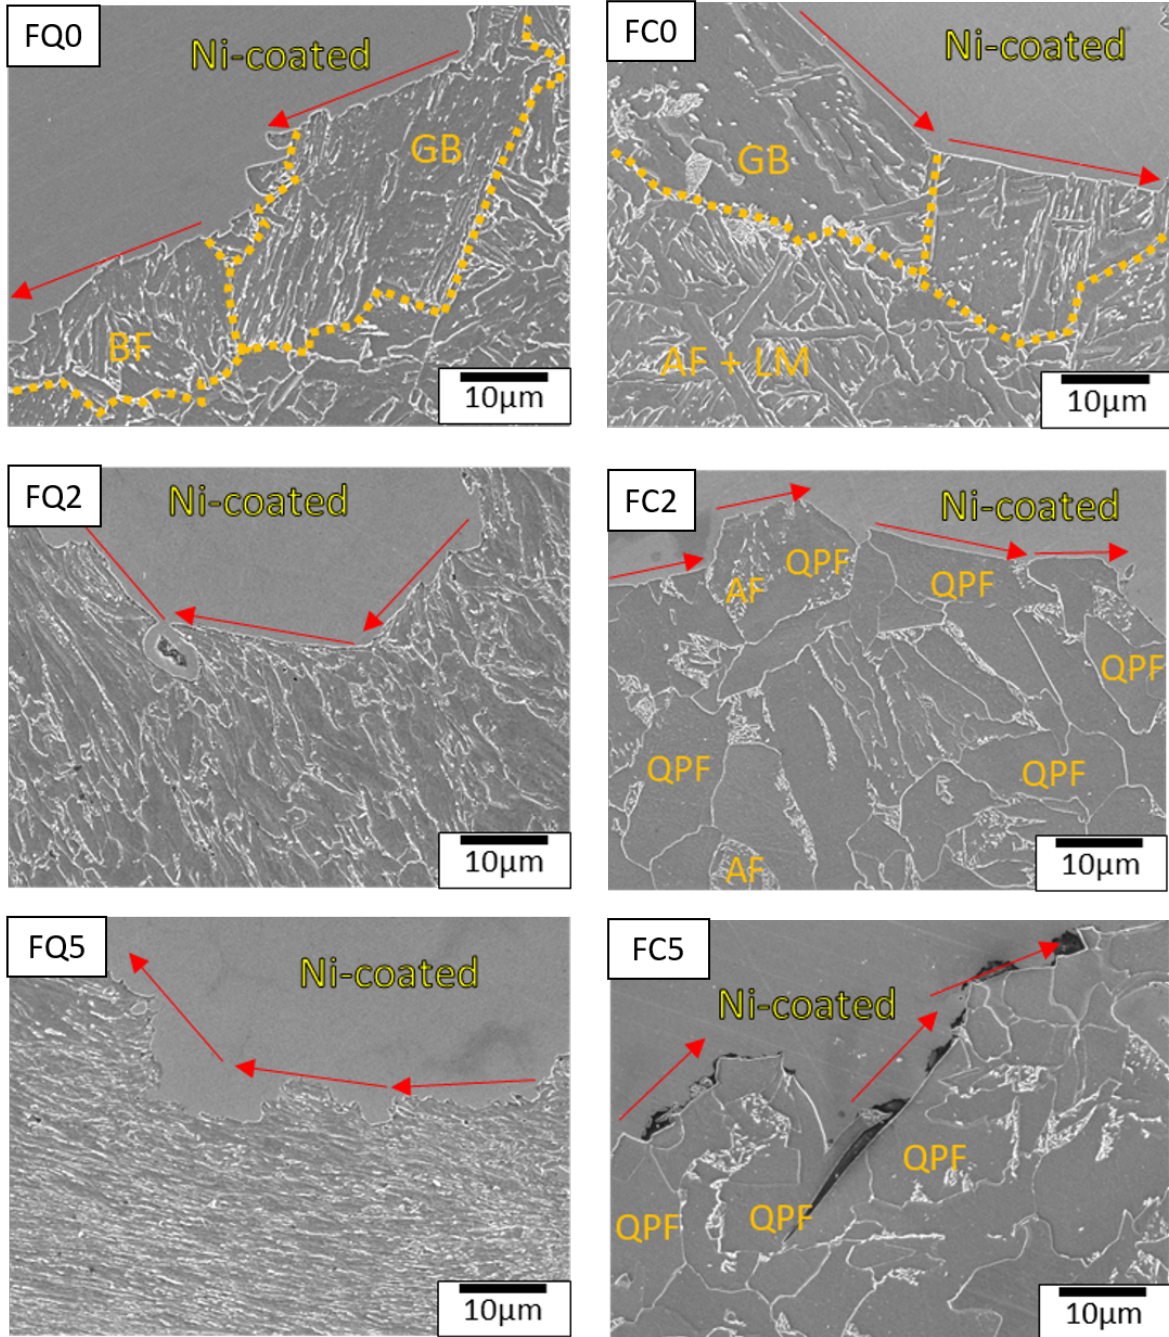 FQ0
Ni-coated
GB
BF
10μm
FC0
Ni-coated
GB
AF + LM
10μm
FQ2
Ni-coated
10μm
FC2
Ni-coated
QPF
AF
QPF
QPF
QPF
QPF
AF
10μm
FQ5
Ni-coated
10μm
FC5
Ni-coated
QPF
QPF
QPF
10μm